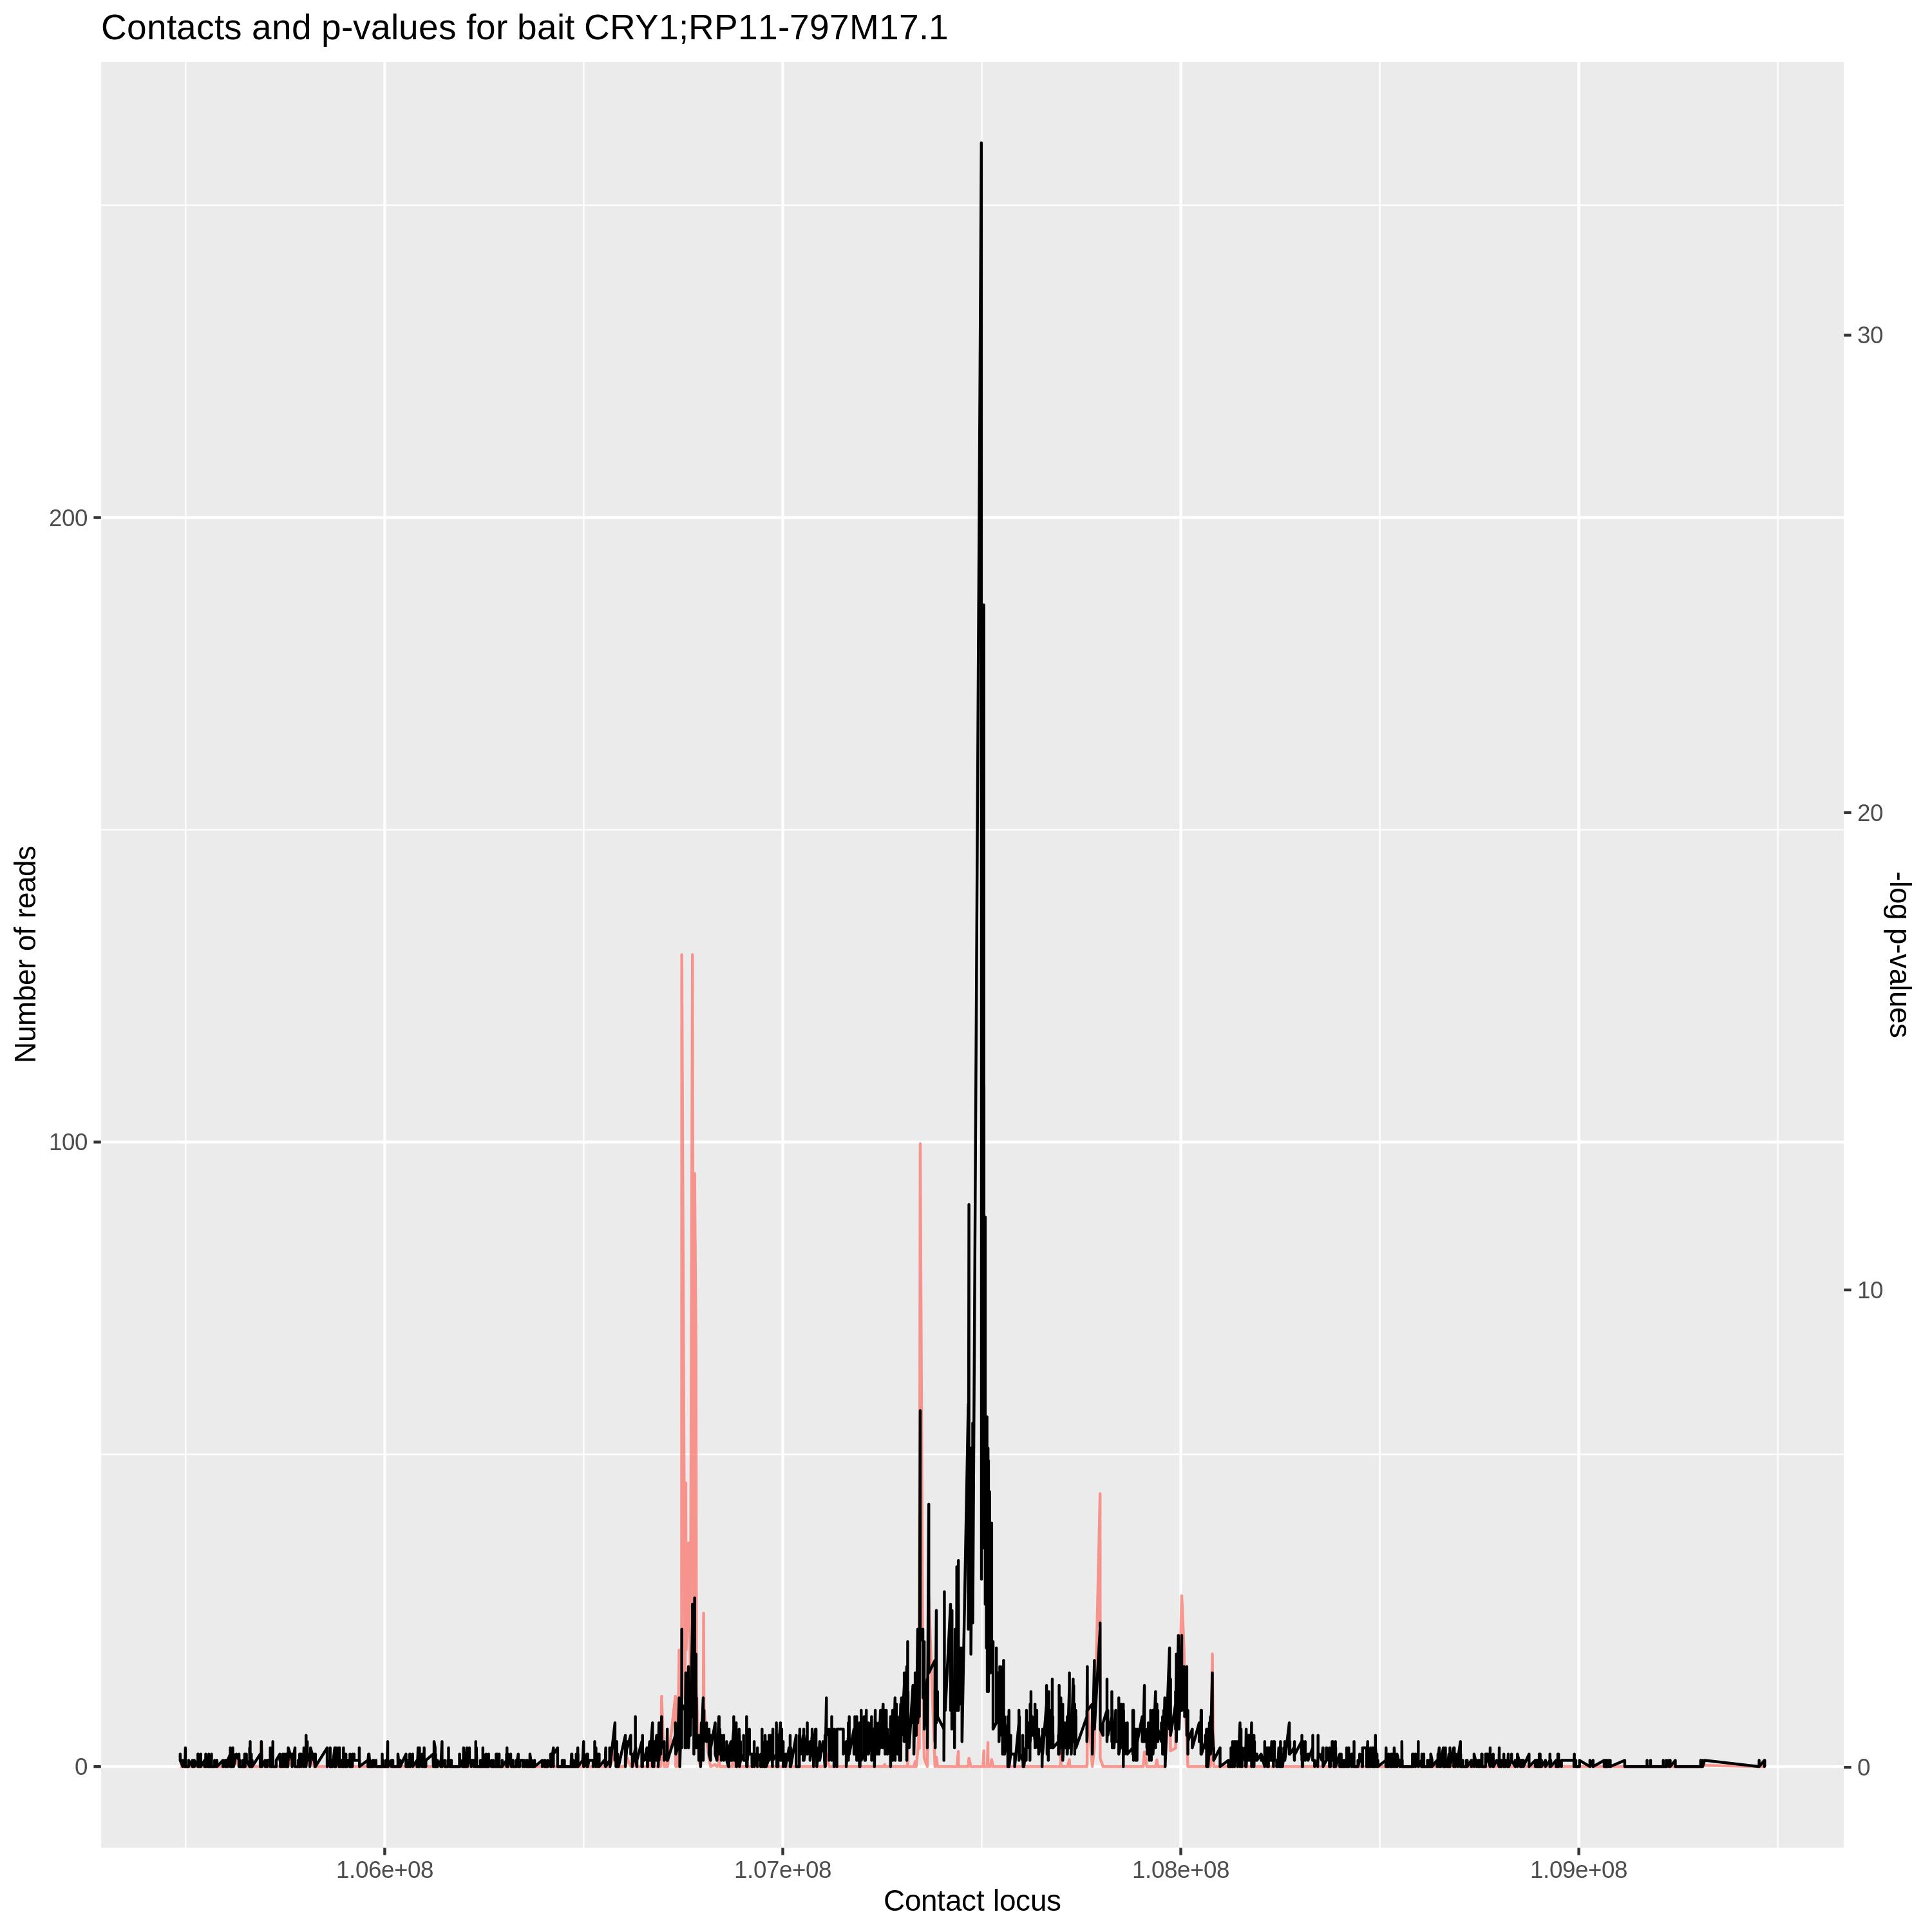 Contacts and p-values for bait CRY1;RP11-797M17.1
Number of reads
200
100
0
30
20
10
0
-log p-values
1.06e+08 1.07e+08 1.08e+08 1.09e+08
Contact locus